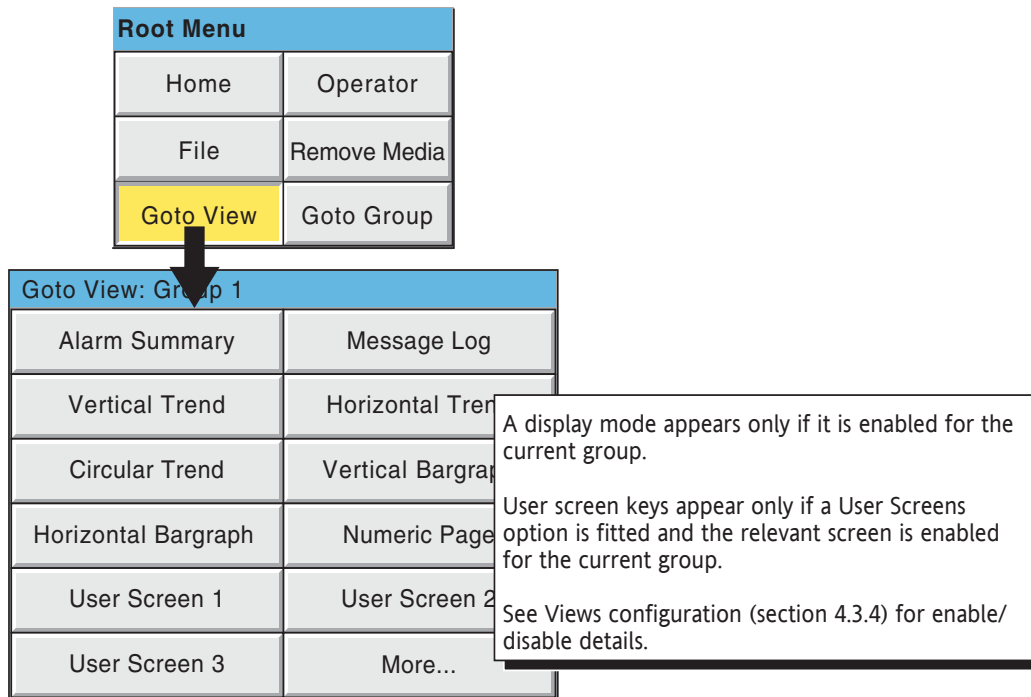 Root Menu
Home Operator
File Remove Media
Goto View Goto Group
Goto View: Group 1
Alarm Summary Message Log
Vertical Trend Horizontal Tren
Circular Trend Vertical Bargrap
Horizontal Bargraph Numeric Page
User Screen 1 User Screen 2
User Screen 3 More...
A display mode appears only if it is enabled for the
current group.
User screen keys appear only if a User Screens
option is fitted and the relevant screen is enabled
for the current group.
See Views configuration (section 4.3.4) for enable/
disable details.